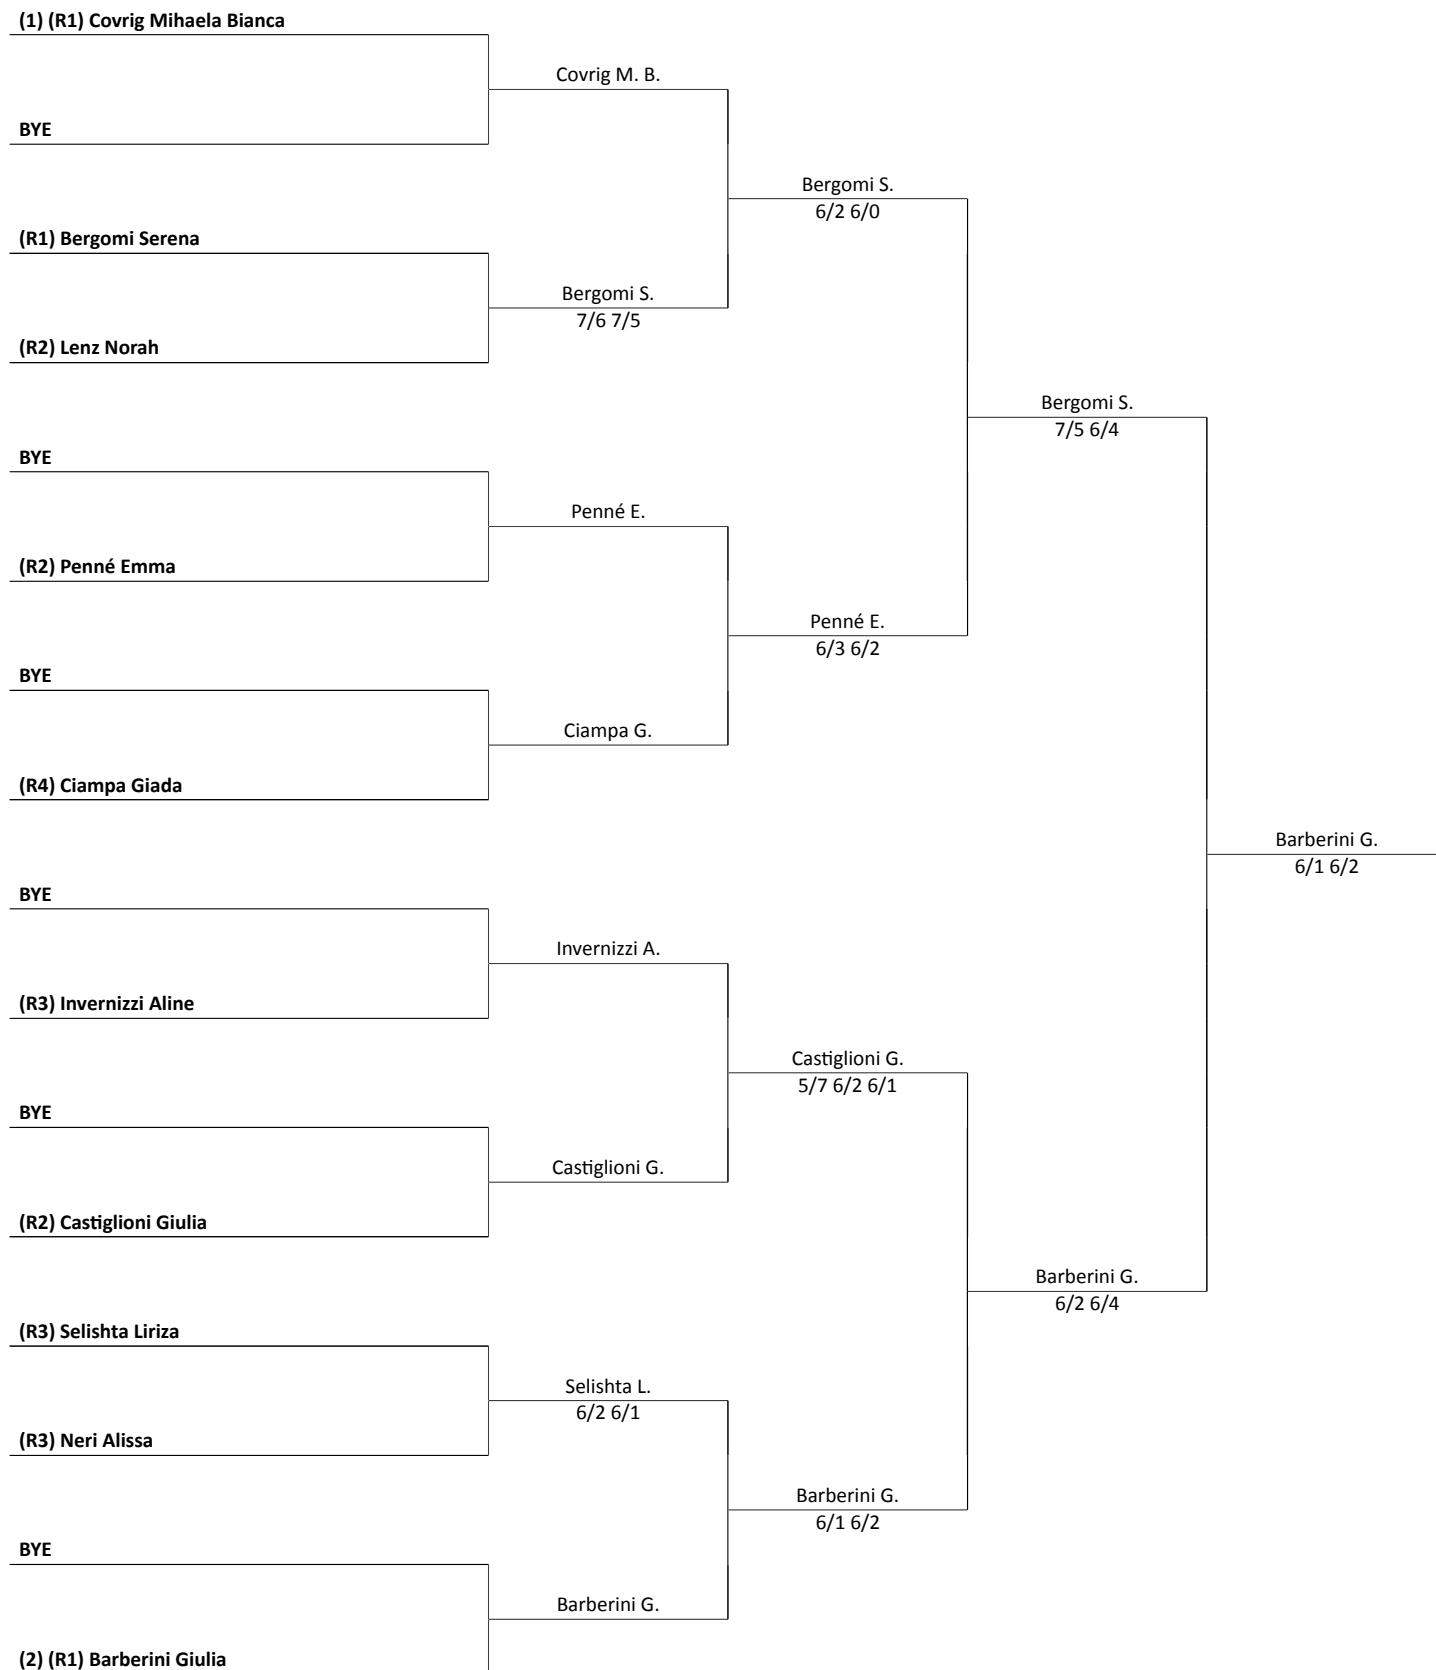 (1) (R1) Covrig Mihaela Bianca
Covrig M. B.
BYE
Bergomi S.
6/2 6/0
(R1) Bergomi Serena
Bergomi S.
7/6 7/5
(R2) Lenz Norah
Bergomi S.
7/5 6/4
BYE
Penné E.
(R2) Penné Emma
Penné E.
6/3 6/2
BYE
Ciampa G.
(R4) Ciampa Giada
Barberini G.
6/1 6/2
BYE
Invernizzi A.
(R3) Invernizzi Aline
Castiglioni G.
5/7 6/2 6/1
BYE
Castiglioni G.
(R2) Castiglioni Giulia
Barberini G.
6/2 6/4
(R3) Selishta Liriza
Selishta L.
6/2 6/1
(R3) Neri Alissa
Barberini G.
6/1 6/2
BYE
Barberini G.
(2) (R1) Barberini Giulia